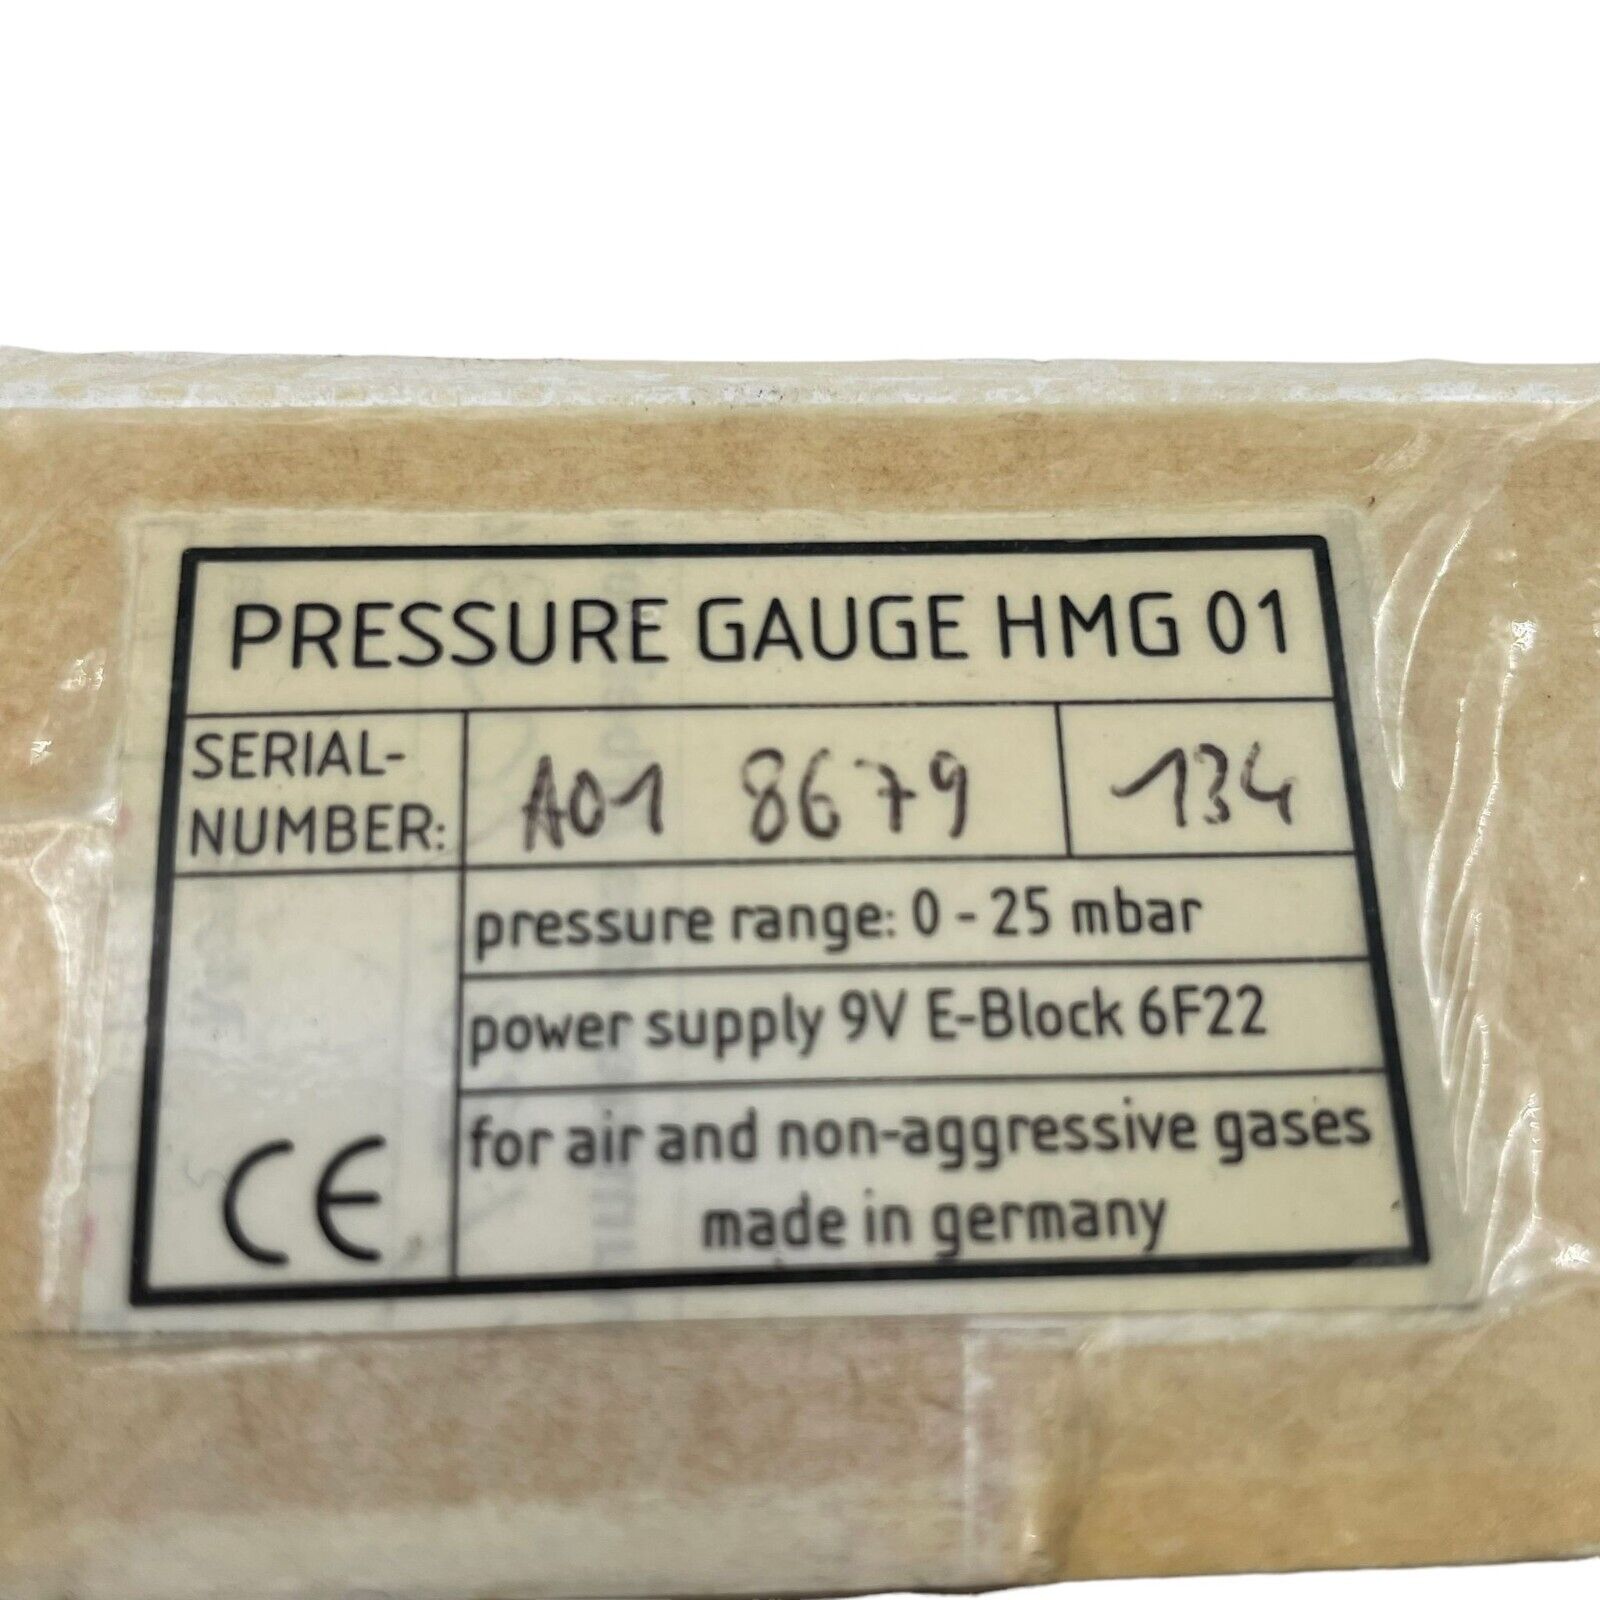 PRESSURE GAUGE HMG 01
SERIAL-
NUMBER:
A01 8679 134
pressure range: 0 - 25 mbar
power supply 9V E-Block 6F22
for air and non-aggressive gases
made in germany
CE